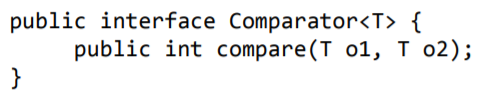 public interface Comparator<T> {
    public int compare(T o1, T o2);
}